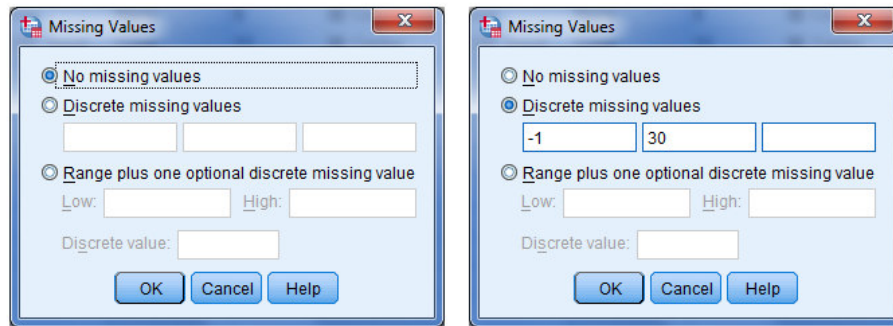 Missing Values
No missing values
Discrete missing values
Range plus one optional discrete missing value
Low: High:
Discrete value:
OK Cancel Help
Missing Values
No missing values
Discrete missing values
-1 30
Range plus one optional discrete missing value
Low: High:
Discrete value:
OK Cancel Help